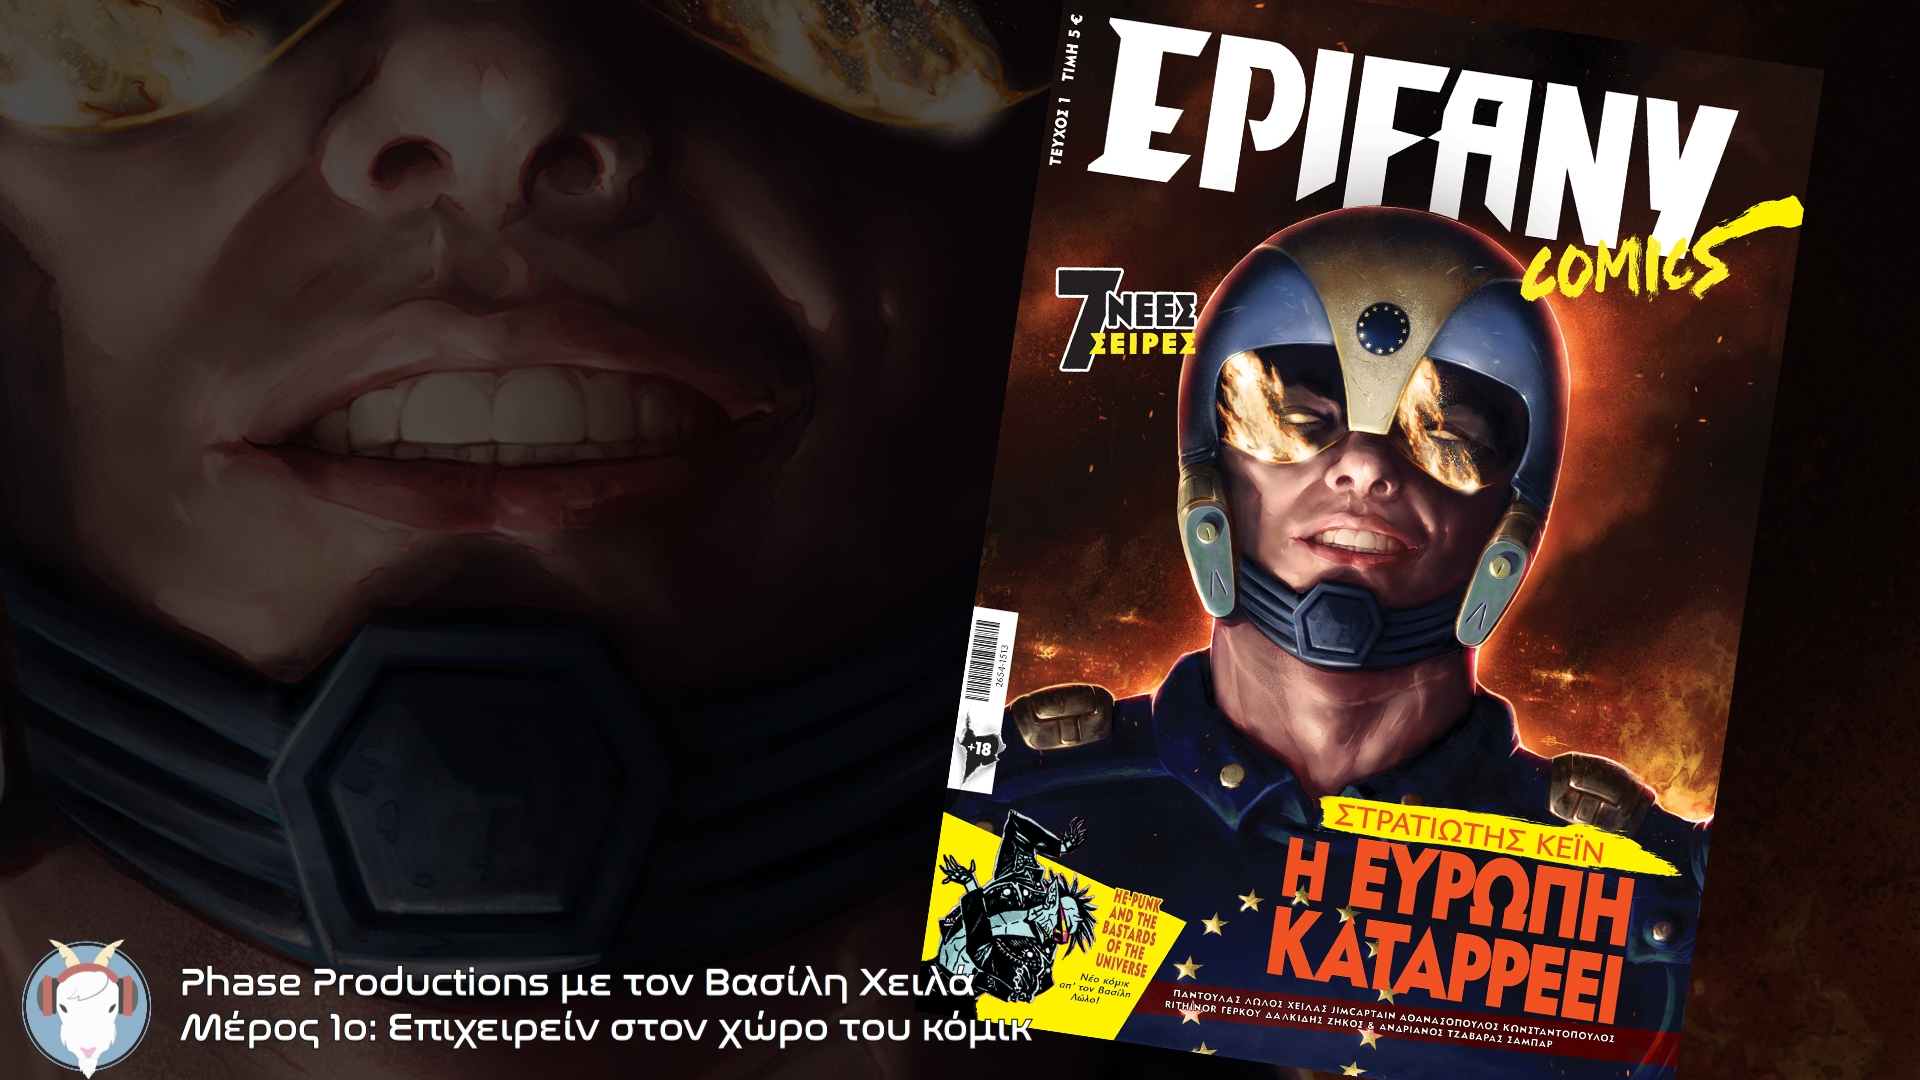 ΤΕΥΧΟΣ 1 ΤΙΜΗ 5 €
EPIFANY
COMICS
7 ΝΕΕΣ
ΣΕΙΡΕΣ
2654-1513
+18
ΣΤΡΑΤΙΩΤΗΣ ΚΕΪΝ
Η ΕΥΡΩΠΗ
ΚΑΤΑΡΡΕΕΙ
HE-PUNK
AND THE
BASTARDS
OF THE
UNIVERSE
Νέο κόμικ
απ' τον Βασίλη
Λώλο!
ΠΑΝΤΟΥΛΑΣ ΛΩΛΟΣ ΧΕΙΛΑΣ JIMCAPTAIN ΑΘΑΝΑΣΟΠΟΥΛΟΣ ΚΩΝΣΤΑΝΤΟΠΟΥΛΟΣ
RITHINOR ΓΕΡΚΟΥ ΔΑΛΚΙΔΗΣ ΖΗΚΟΣ & ΑΝΔΡΙΑΝΟΣ ΤΖΑΒΑΡΑΣ ΣΑΜΠΑΡ
Phase Productions με τον Βασίλη Χειλά
Μέρος 1ο: Επιχειρείν στον χώρο του κόμικ